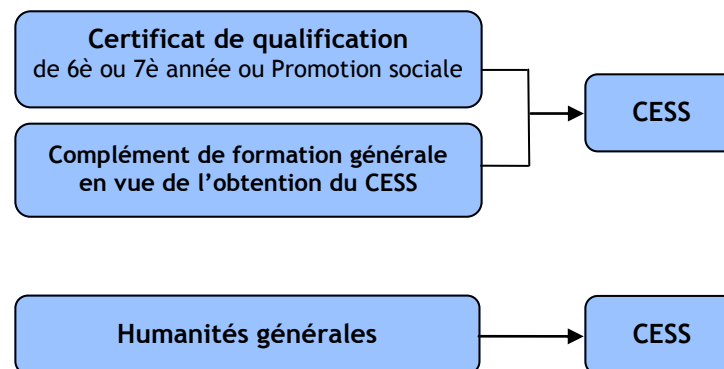 Certificat de qualification
de 6è ou 7è année ou Promotion sociale
CESS
Complément de formation générale
en vue de l’obtention du CESS
Humanités générales
CESS